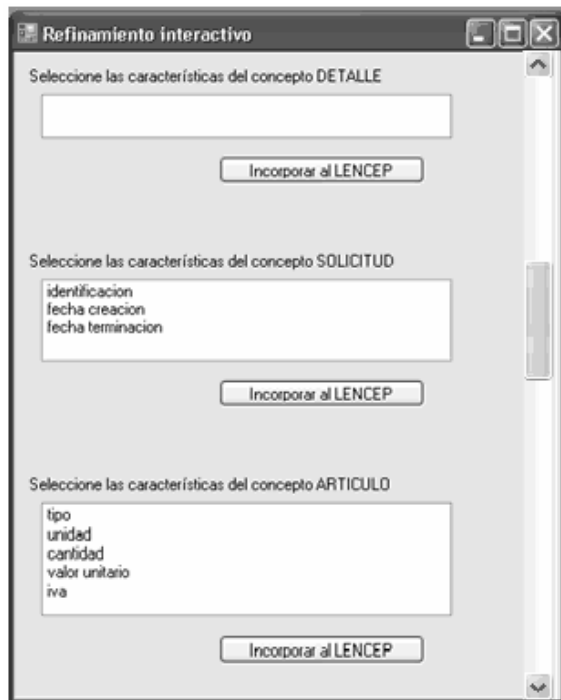 Refinamiento interactivo
Seleccione las características del concepto DETALLE
Incorporar al LENCEP
Seleccione las características del concepto SOLICITUD
identificacion
fecha creacion
fecha terminacion
Incorporar al LENCEP
Seleccione las características del concepto ARTICULO
tipo
unidad
cantidad
valor unitario
iva
Incorporar al LENCEP